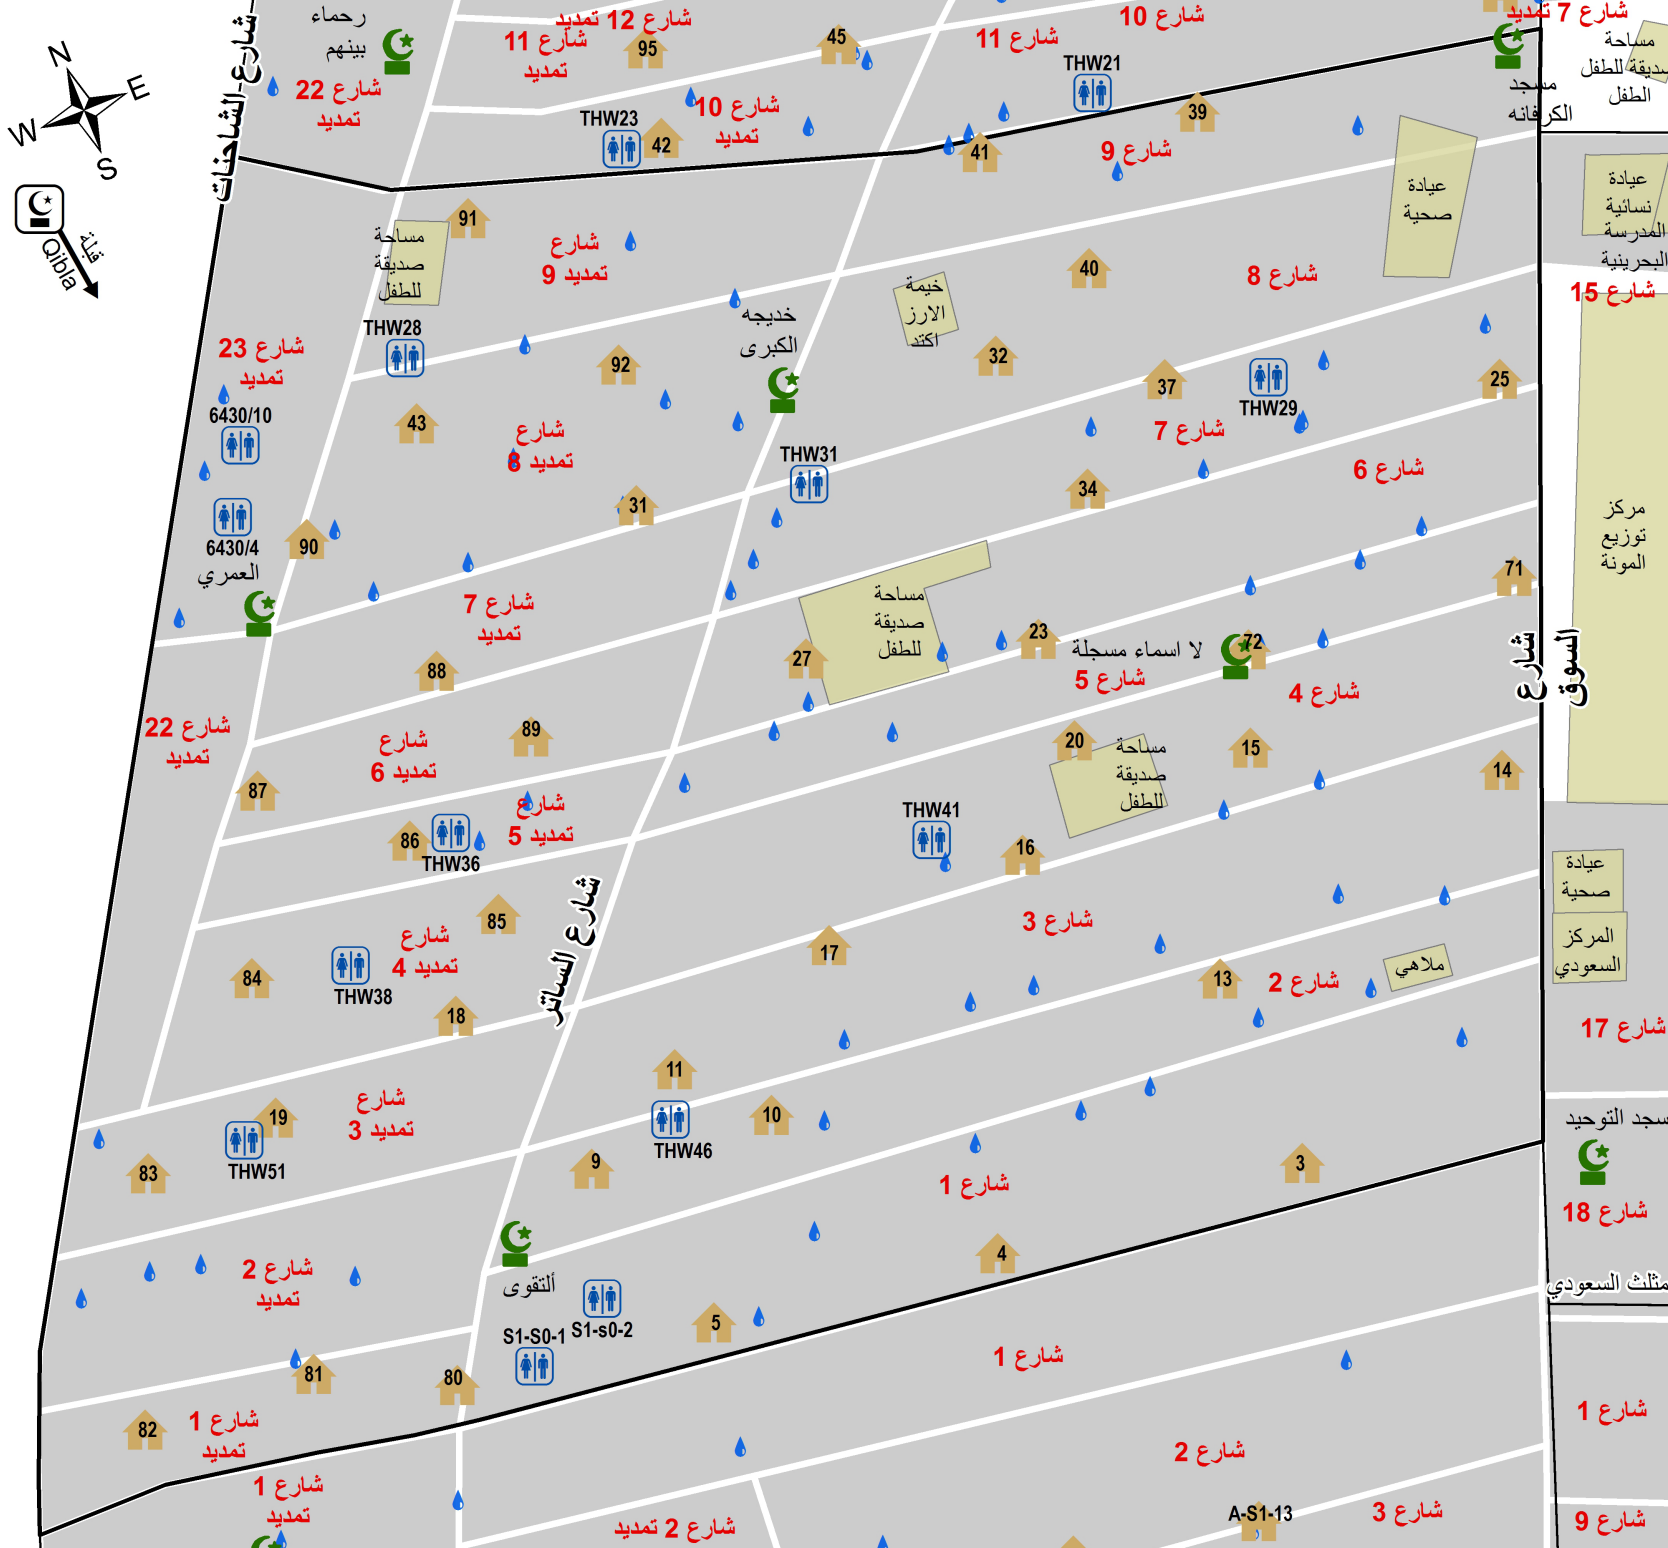 شارع 12 تمديد
شارع 10
شارع 7 تمديد
رحماء
بينهم
شارع 11
تمديد
95
45
شارع 11
مساحة
صديقة للطفل
الطفل
N
E
W
S
شارع الشاحنات
شارع 22
تمديد
شارع 10
تمديد
THW21
39
مسجد
الكرفانه
THW23
42
41
شارع 9
قبلة
Qibla
91
مساحة
صديقة
للطفل
شارع
تمديد 9
عيادة
صحية
عيادة
نسائية
المدرسة
البحرينية
شارع 15
40
شارع 8
خيمة
الارز
اكتد
خديجه
الكبرى
THW28
شارع 23
تمديد
92
32
37
THW29
25
6430/10
43
شارع
تمديد 8
شارع 7
THW31
شارع 6
34
31
6430/4
90
العمري
مركز
توزيع
المونة
71
شارع 7
تمديد
مساحة
صديقة
للطفل
27
23
لا اسماء مسجلة
72
شارع 5
شارع 4
شارع
السوق
88
شارع 22
تمديد
شارع
تمديد 6
89
20
مساحة
صديقة
للطفل
15
14
87
شارع
تمديد 5
86
THW36
THW41
16
عيادة
صحية
شارع الساتر
85
شارع
تمديد 4
84
THW38
18
17
شارع 3
13
شارع 2
ملاهي
المركز
السعودي
شارع 17
11
شارع
تمديد 3
19
THW51
83
10
THW46
9
شارع 1
3
سجد التوحيد
شارع 18
4
ألتقوى
شارع 2
تمديد
S1-s0-2
S1-S0-1
5
مثلث السعودي
شارع 1
81
80
82
شارع 1
تمديد
شارع 1
شارع 2
شارع 1
تمديد
شارع 2 تمديد
A-S1-13
شارع 3
شارع 9